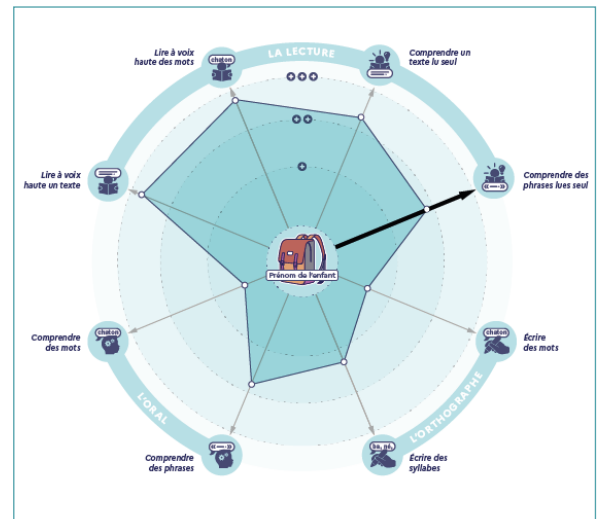 LA LECTURE
Lire à voix
haute des mots
chaton
Comprendre un
texte lu seul
Lire à voix
haute un texte
Comprendre des
phrases lues seul
Prénom de l'enfant
Comprendre
des mots
chaton
Écrire
des mots
chaton
L'ORAL
L'ORTHOGRAPHE
Comprendre
des phrases
Écrire des
syllabes
ba, né,